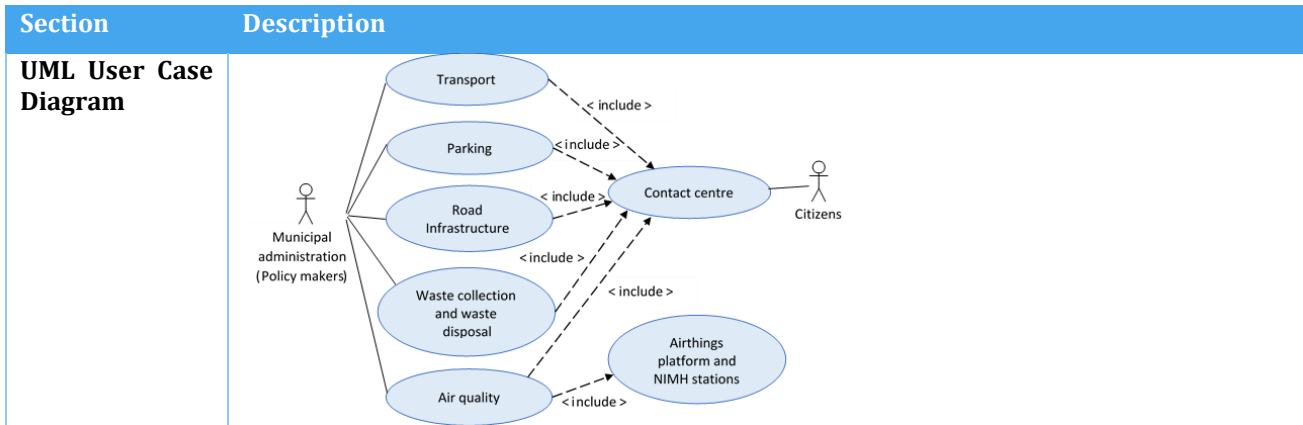 Section Description
UML User Case
Diagram
Transport
< include >
Parking
< include >
Contact centre
Citizens
Road
Infrastructure
< include >
Municipal
administration
(Policy makers)
< include >
Waste collection
and waste
disposal
< include >
Airthings
platform and
NIMH stations
Air quality
< include >